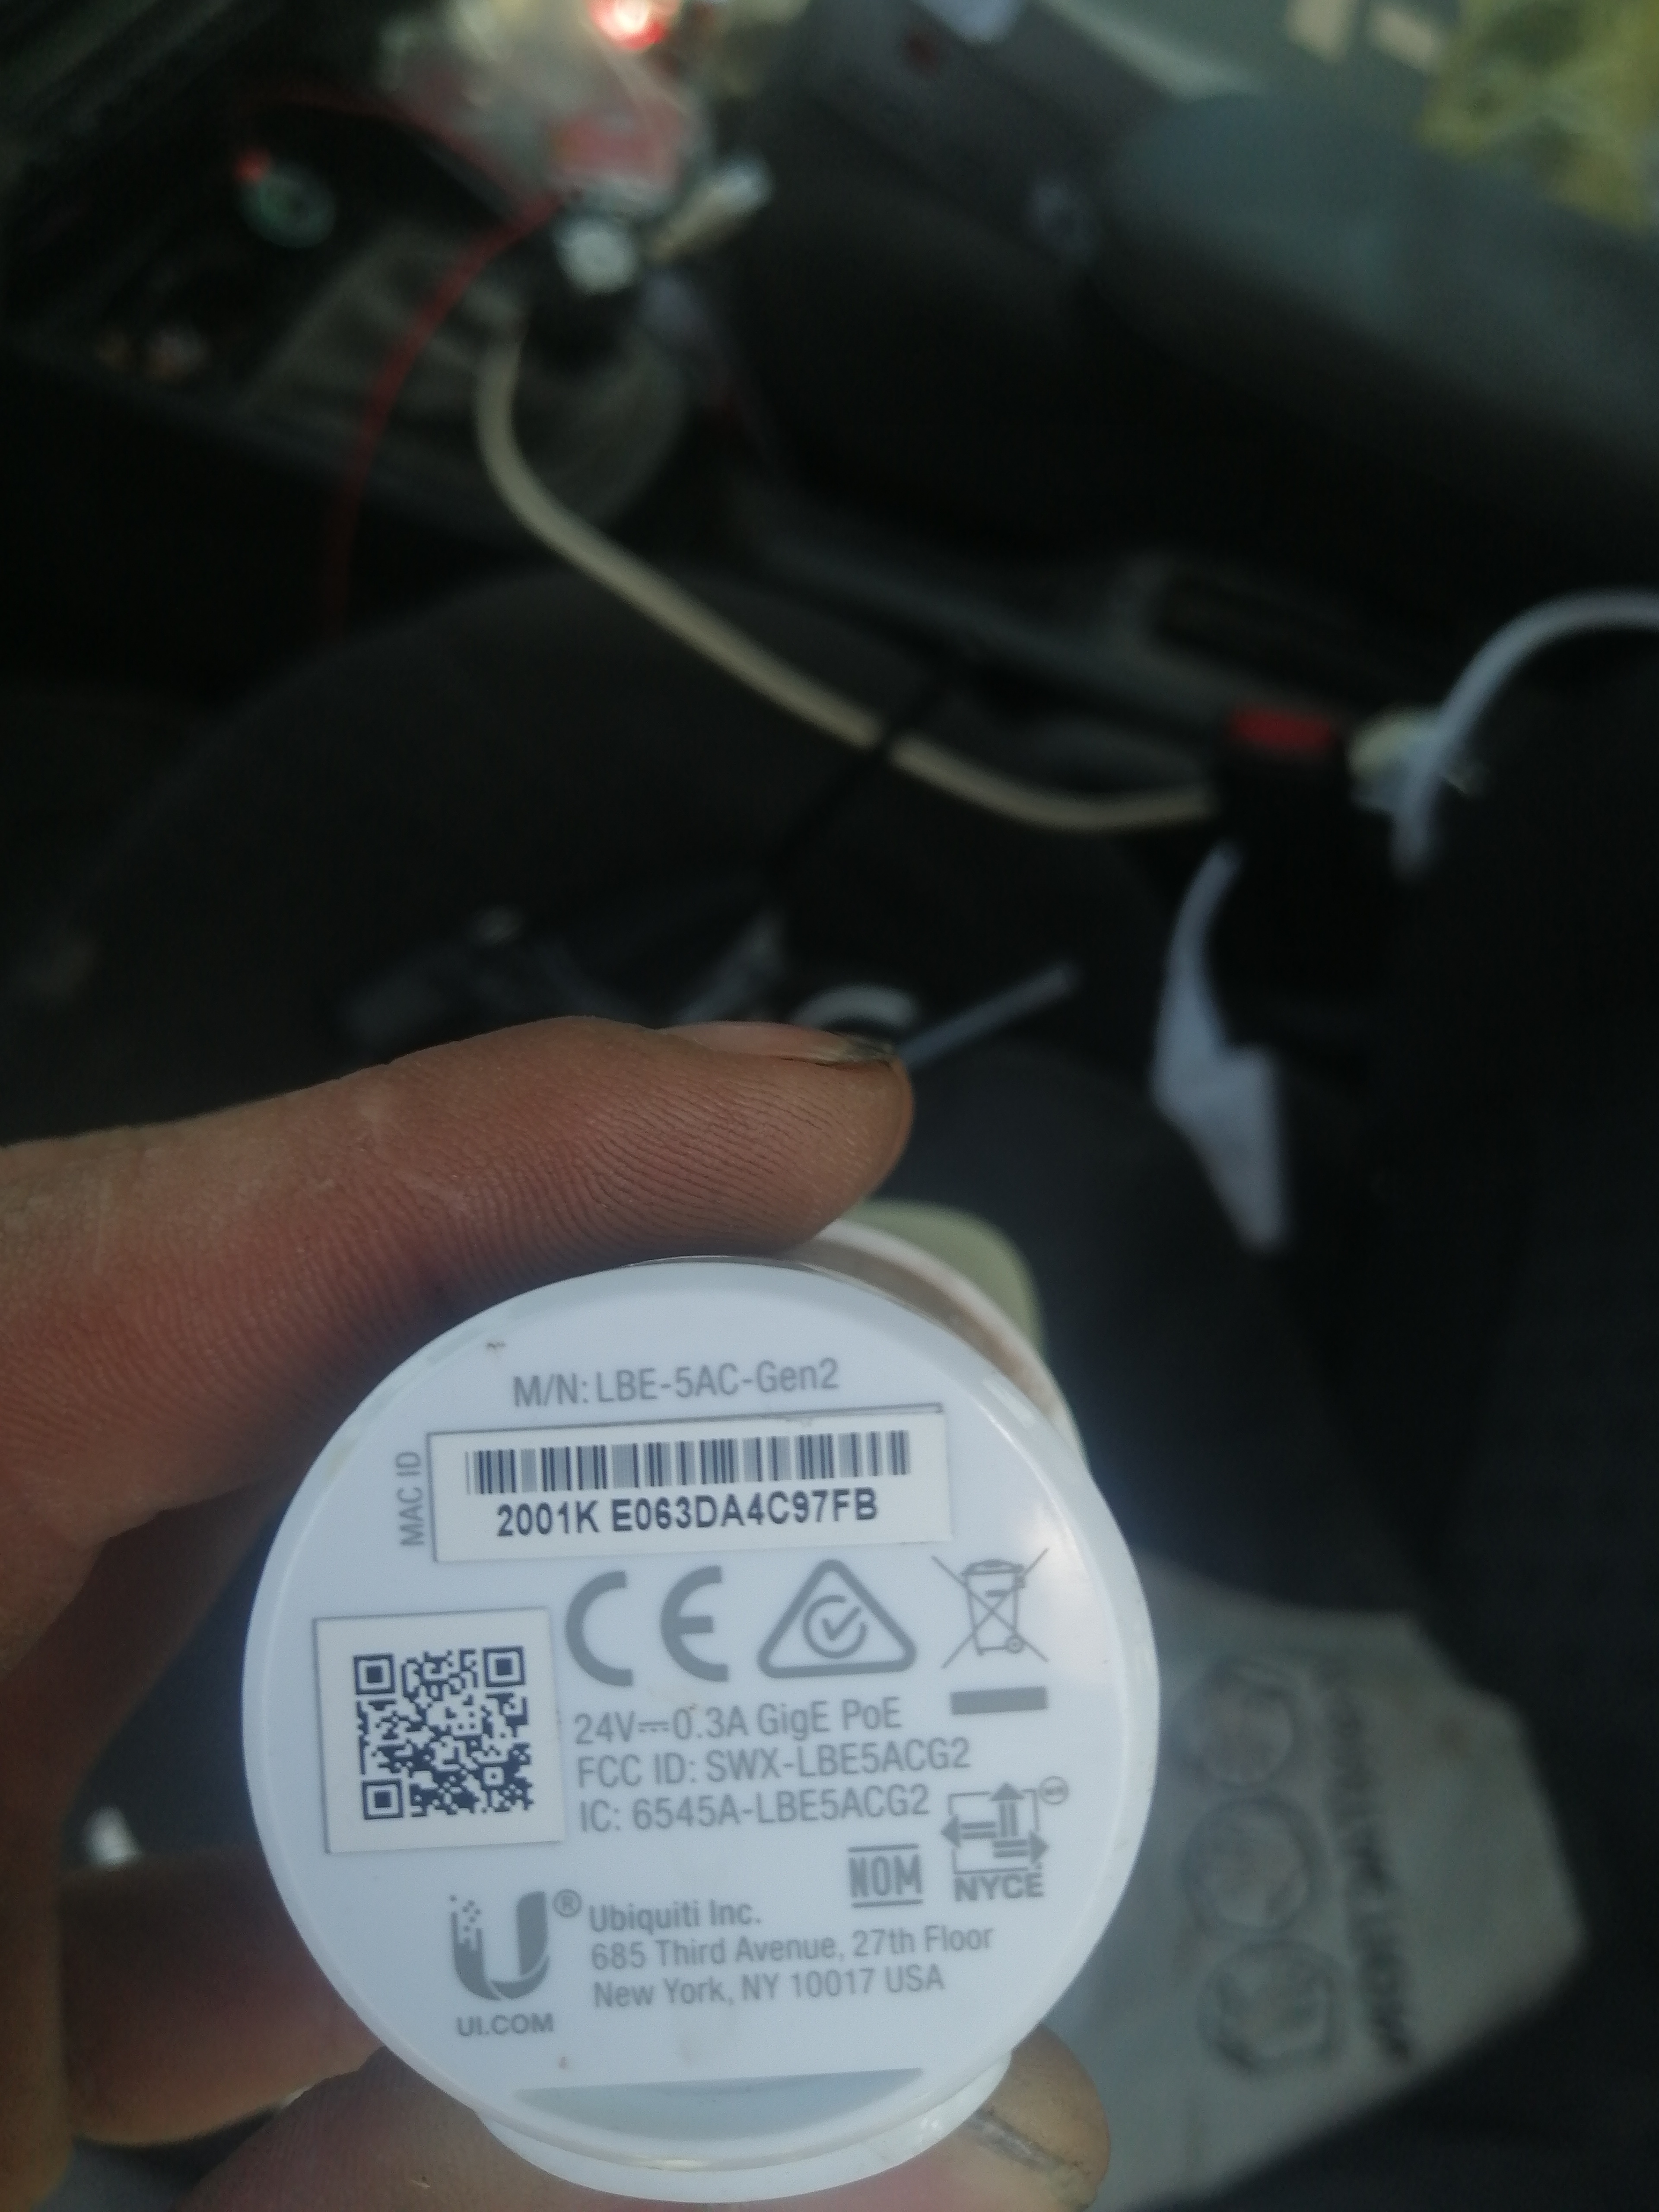 M/N: LBE-5AC-Gen2
MAC ID
2001K E063DA4C97FB
CE
24V⎓0.3A GigE PoE
FCC ID: SWX-LBE5ACG2
IC: 6545A-LBE5ACG2
NOM
NYCE
U® Ubiquiti Inc.
685 Third Avenue, 27th Floor
New York, NY 10017 USA
UI.COM